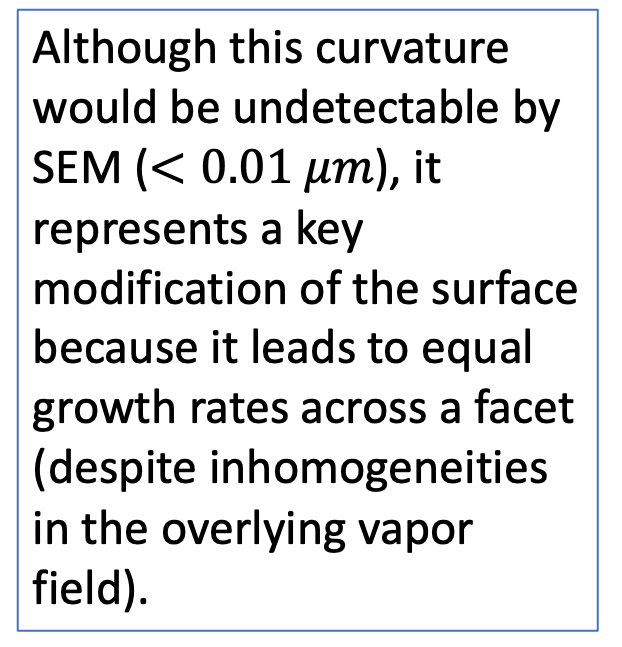 Although this curvature
would be undetectable by
SEM (< 0.01 μm), it
represents a key
modification of the surface
because it leads to equal
growth rates across a facet
(despite inhomogeneities
in the overlying vapor
field).